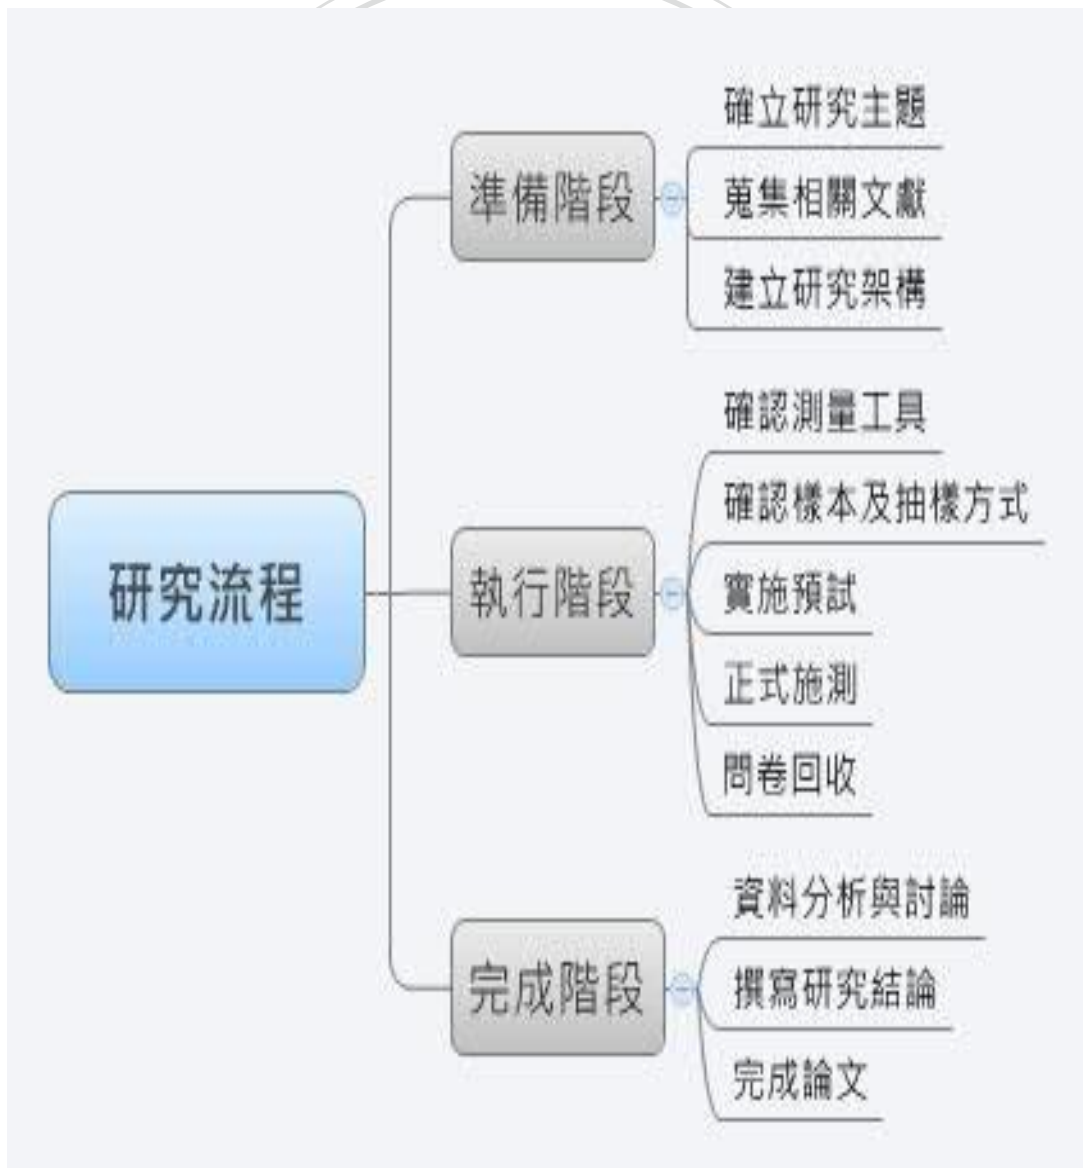 研究流程
準備階段
確立研究主題
蒐集相關文獻
建立研究架構
執行階段
確認測量工具
確認樣本及抽樣方式
實施預試
正式施測
問卷回收
完成階段
資料分析與討論
撰寫研究結論
完成論文